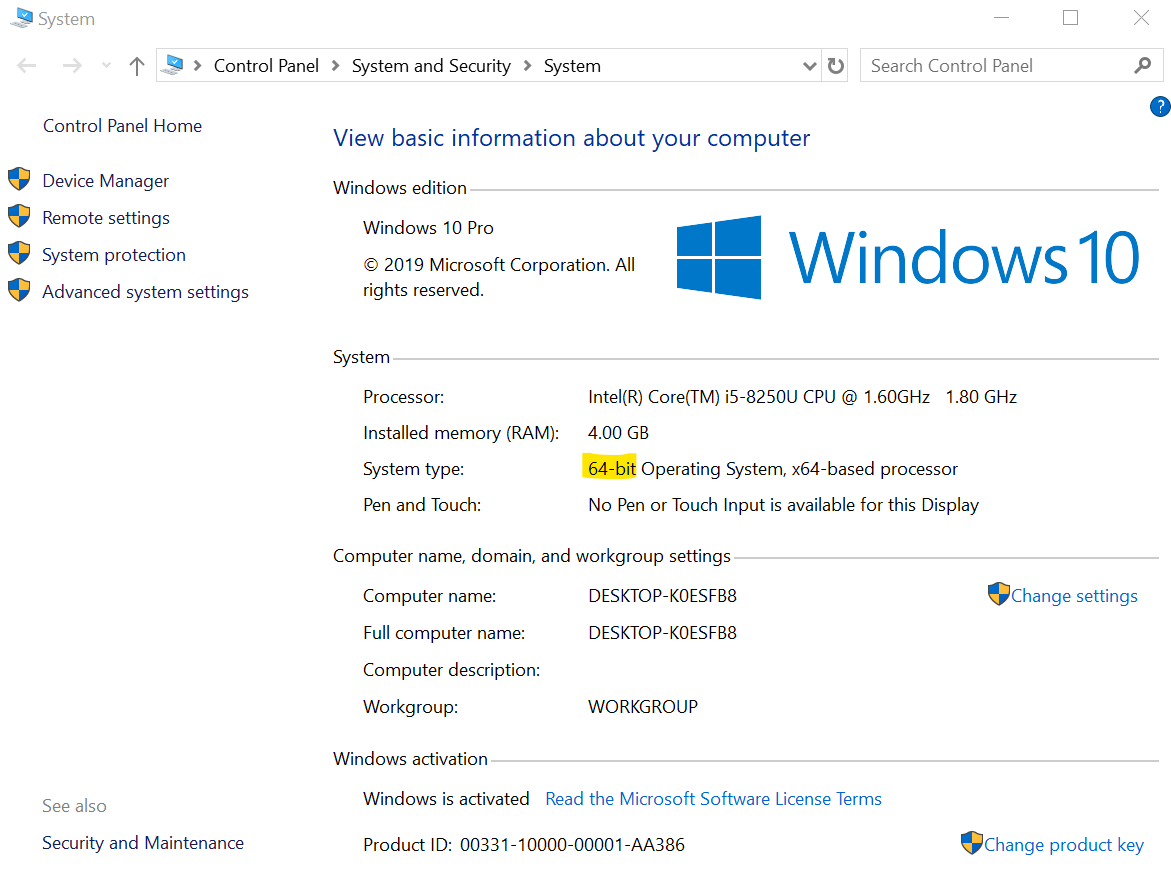 System
Control Panel > System and Security > System
Search Control Panel
?
Control Panel Home
Device Manager
Remote settings
System protection
Advanced system settings
See also
Security and Maintenance
View basic information about your computer
Windows edition
Windows 10 Pro
© 2019 Microsoft Corporation. All
rights reserved.
Windows 10
System
Processor: Intel(R) Core(TM) i5-8250U CPU @ 1.60GHz 1.80 GHz
Installed memory (RAM): 4.00 GB
System type: 64-bit Operating System, x64-based processor
Pen and Touch: No Pen or Touch Input is available for this Display
Computer name, domain, and workgroup settings
Computer name: DESKTOP-K0ESFB8 Change settings
Full computer name: DESKTOP-K0ESFB8
Computer description:
Workgroup: WORKGROUP
Windows activation
Windows is activated Read the Microsoft Software License Terms
Product ID: 00331-10000-00001-AA386 Change product key